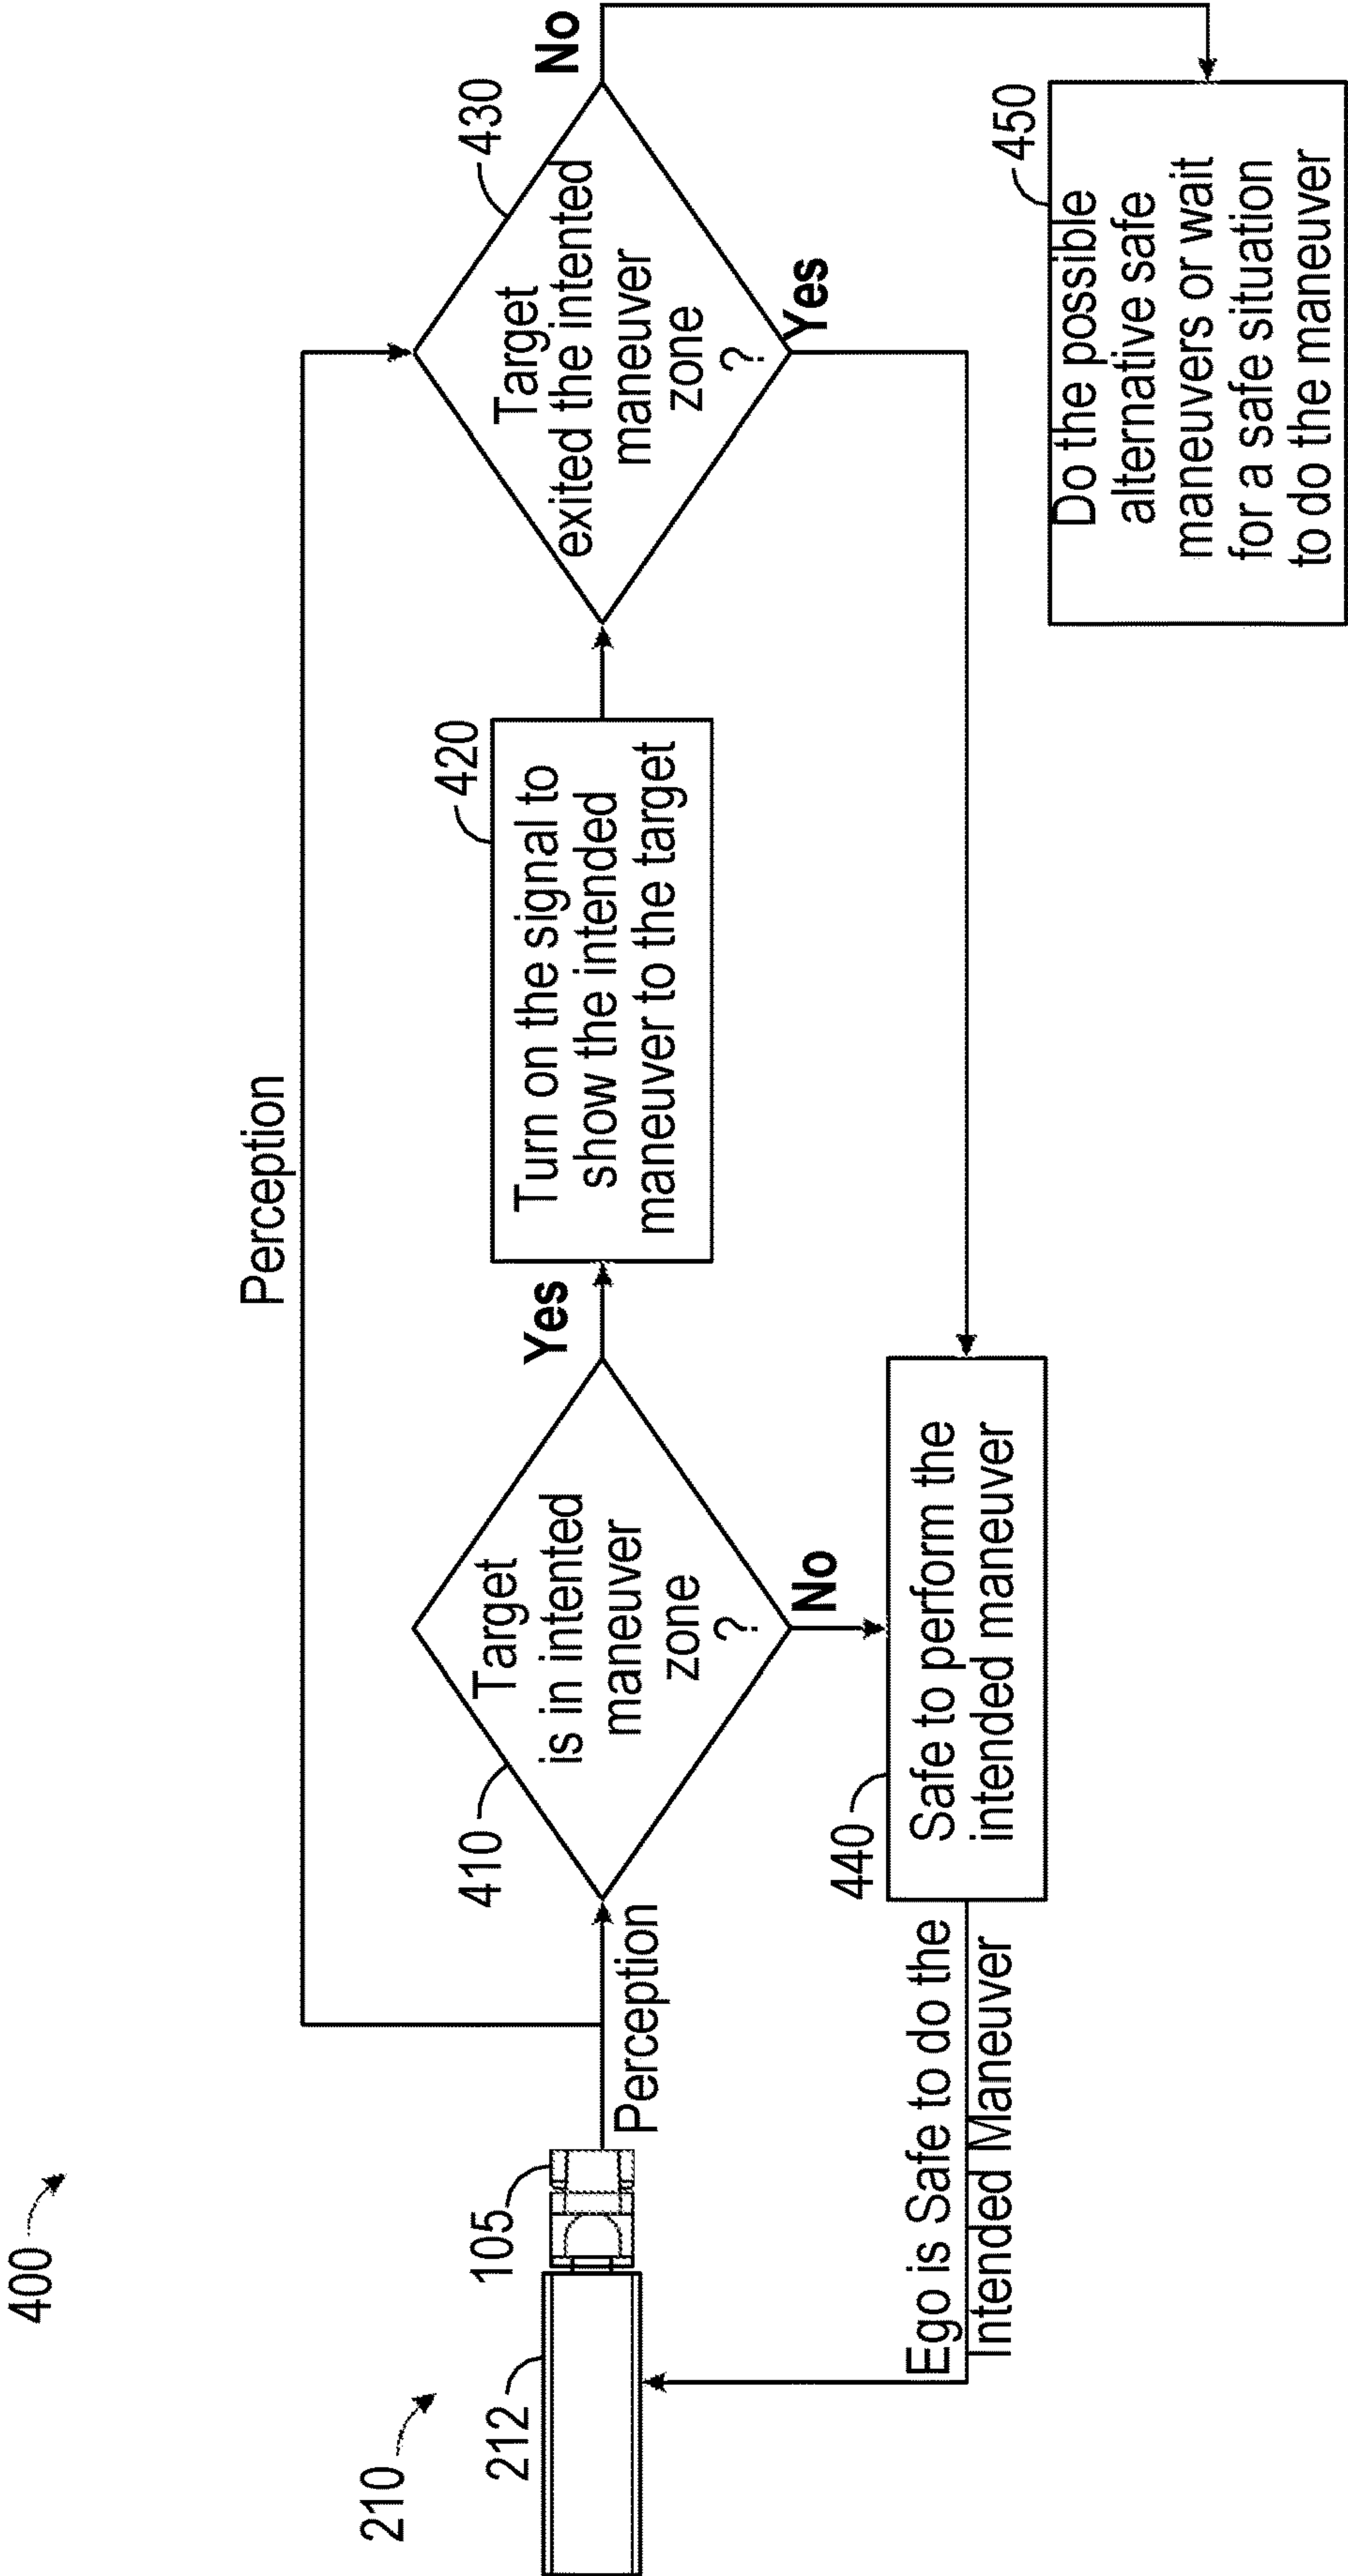 400
210
212
105
Perception
Perception
410
Target
is in intented
maneuver
zone
?
Yes
No
420
Turn on the signal to
show the intended
maneuver to the target
430
Target
exited the intented
maneuver
zone
?
No
Yes
440
Safe to perform the
intended maneuver
Ego is Safe to do the
Intended Maneuver
450
Do the possible
alternative safe
maneuvers or wait
for a safe situation
to do the maneuver